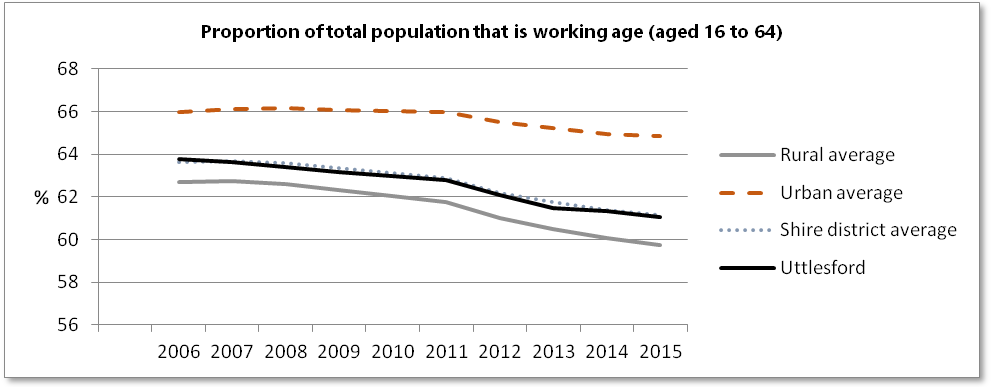 Proportion of total population that is working age (aged 16 to 64)
68
66
64
62
60
58
56
%
2006 2007 2008 2009 2010 2011 2012 2013 2014 2015
Rural average
Urban average
Shire district average
Uttlesford